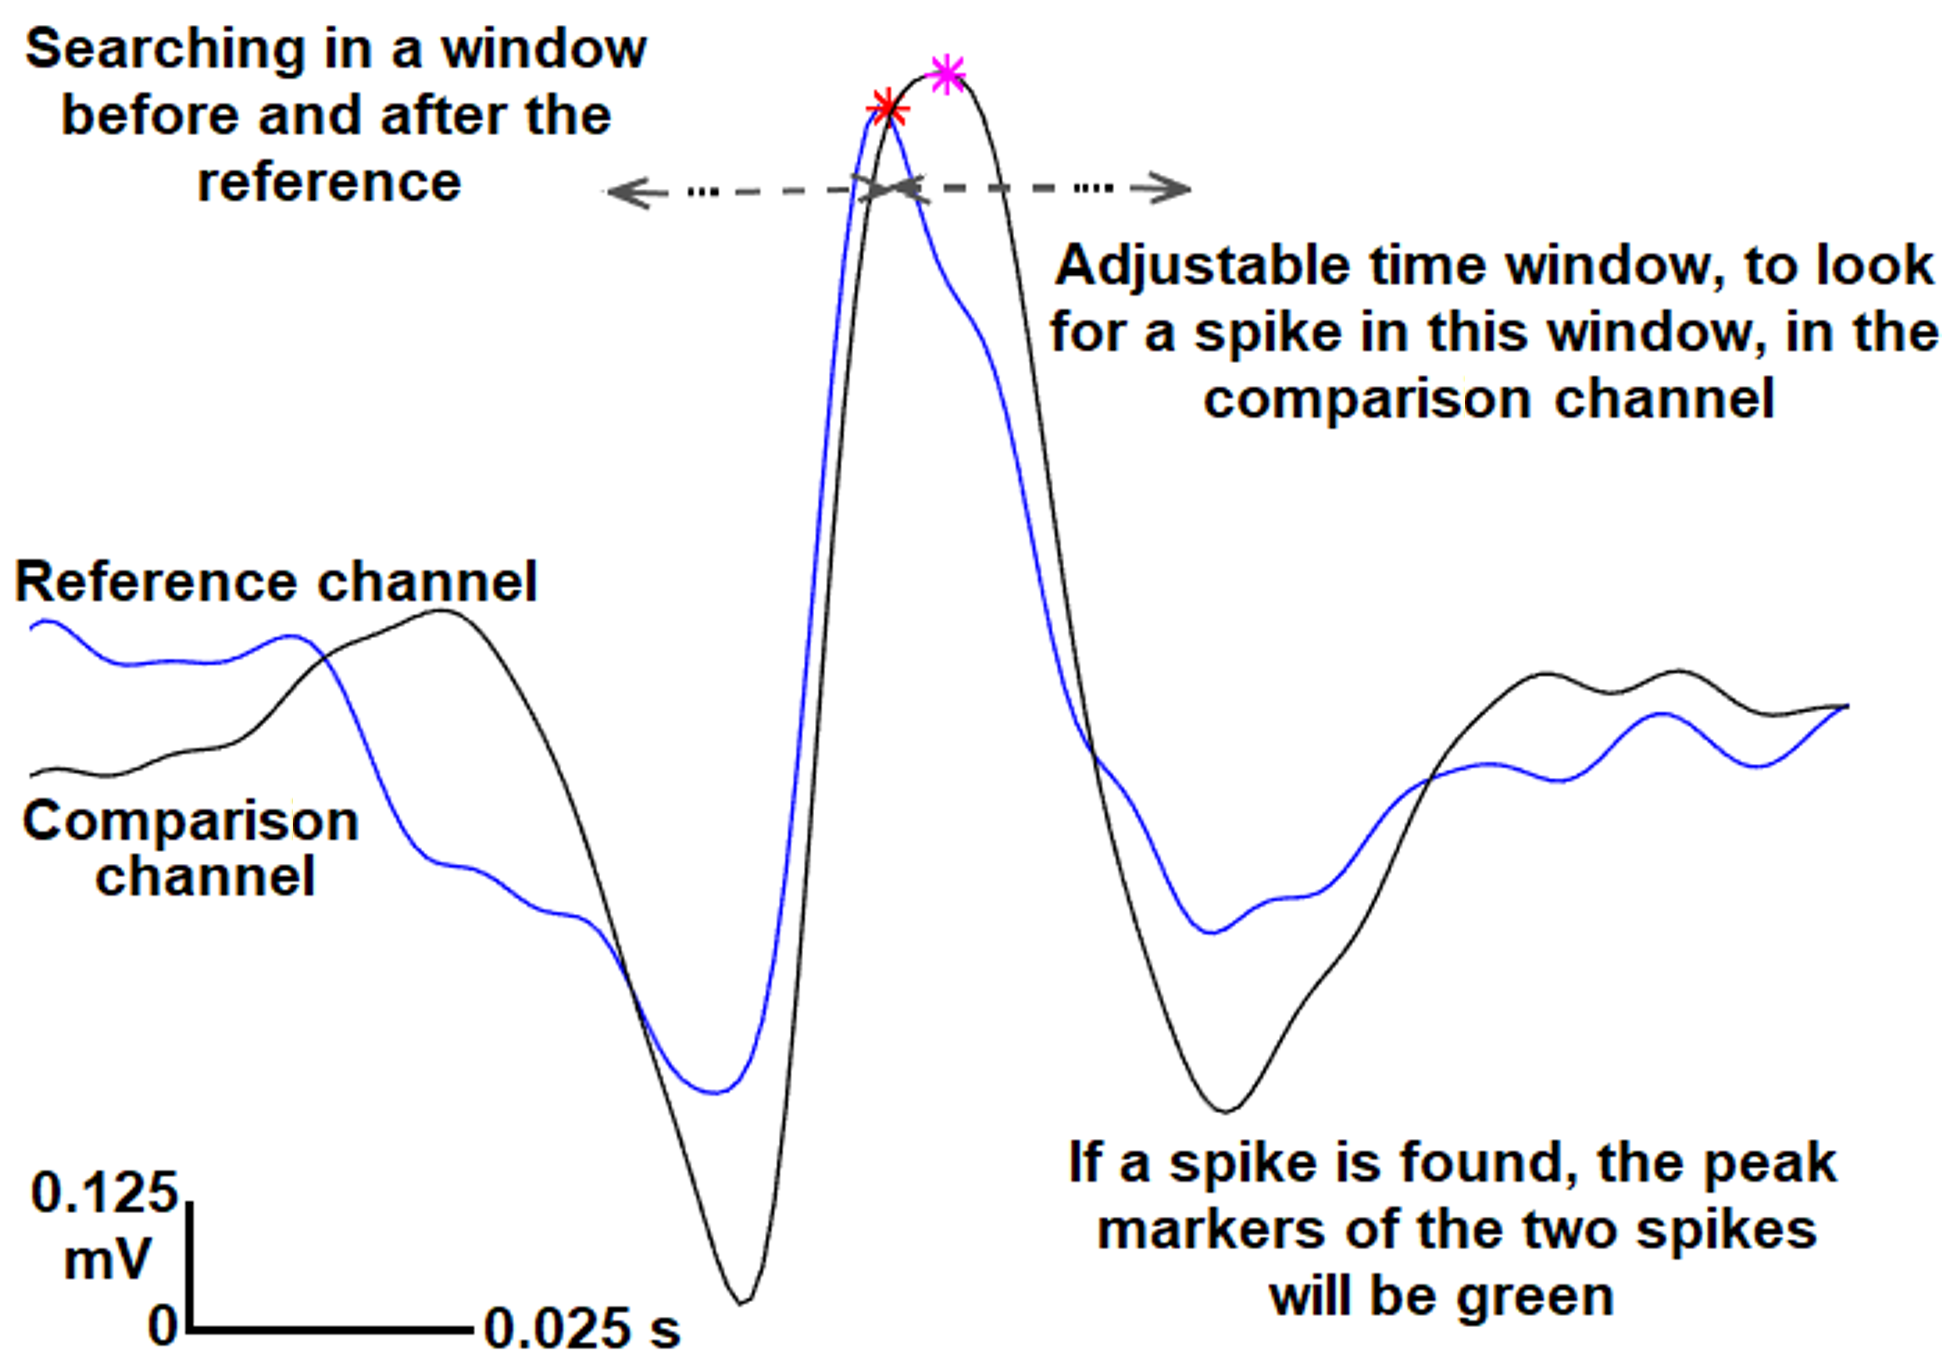 Searching in a window
before and after the
reference
Adjustable time window, to look
for a spike in this window, in the
comparison channel
Reference channel
Comparison
channel
If a spike is found, the peak
markers of the two spikes
will be green
0.125
mV
0
0.025 s